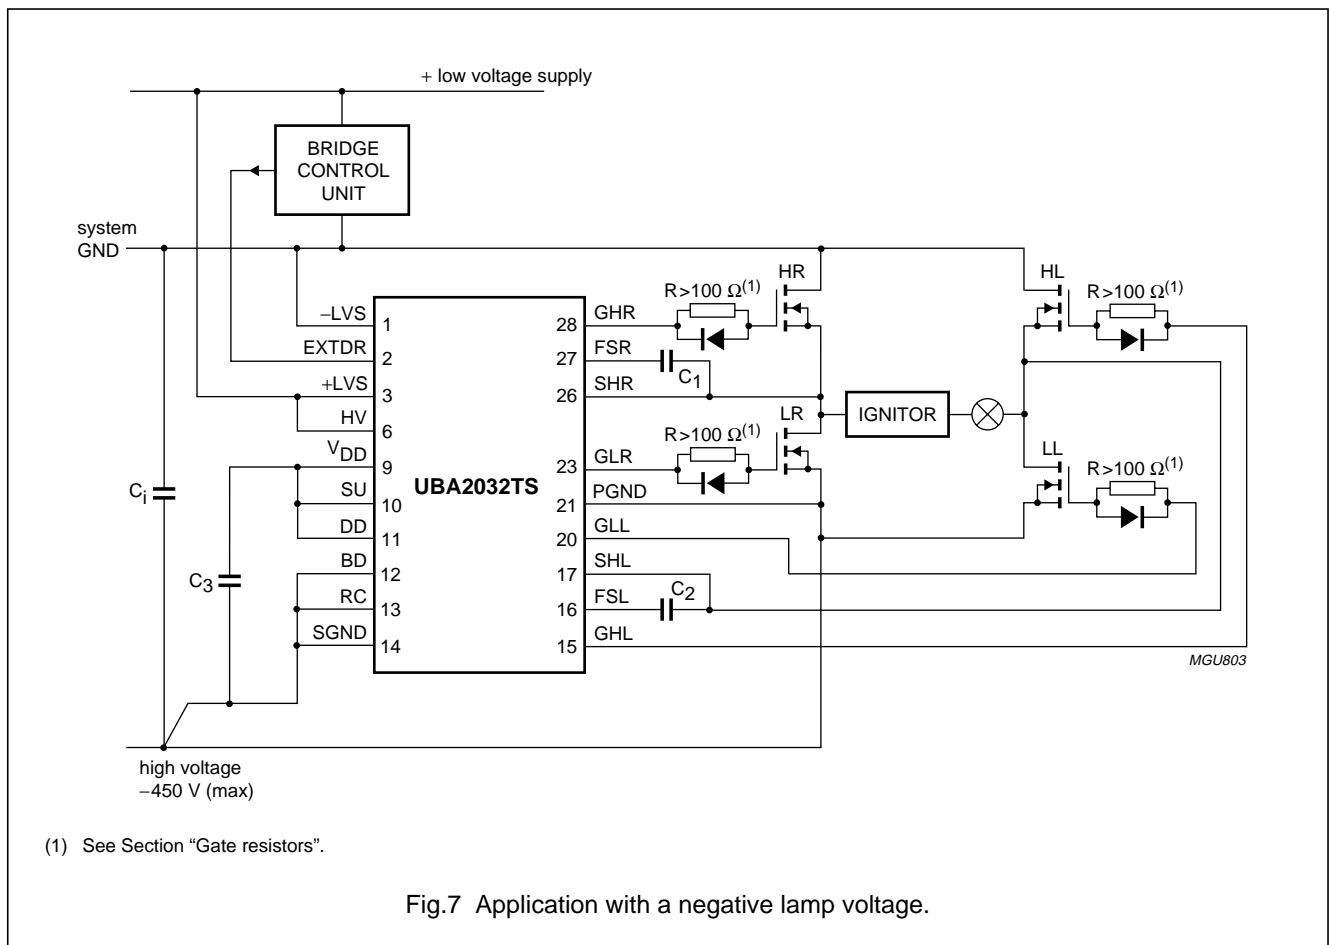 + low voltage supply
BRIDGE
CONTROL
UNIT
system
GND
−LVS
1
EXTDR
2
+LVS
3
HV
6
VDD
9
SU
10
DD
11
BD
12
RC
13
SGND
14
UBA2032TS
28
GHR
27
FSR
26
SHR
23
GLR
21
PGND
20
GLL
17
SHL
16
FSL
15
GHL
Ci
C3
R>100 Ω(1)
HR
C1
R>100 Ω(1)
LR
IGNITOR
HL
R>100 Ω(1)
LL
R>100 Ω(1)
C2
MGU803
high voltage
−450 V (max)
(1) See Section “Gate resistors”.
Fig.7 Application with a negative lamp voltage.